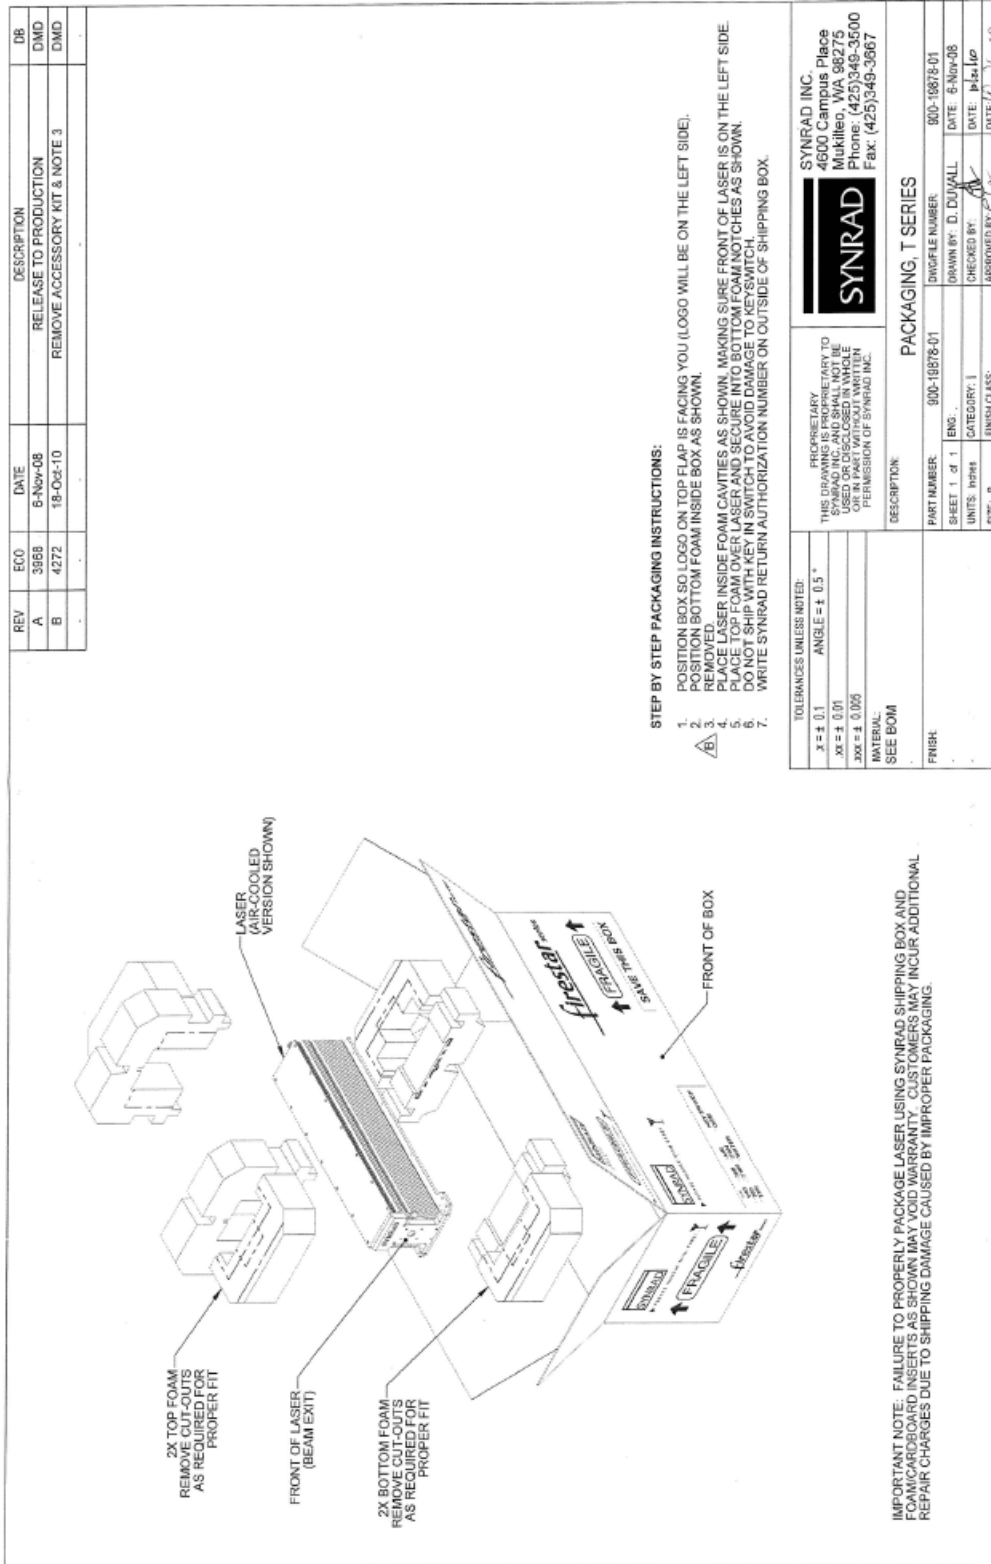 REV ECO DATE DESCRIPTION DB
A 3968 6-Nov-08 RELEASE TO PRODUCTION DMD
B 4272 18-Oct-10 REMOVE ACCESSORY KIT & NOTE 3 DMD
2X TOP FOAM
REMOVE CUT-OUTS
AS REQUIRED FOR
PROPER FIT
LASER
(AIR-COOLED
VERSION SHOWN)
FRONT OF LASER
(BEAM EXIT)
2X BOTTOM FOAM
REMOVE CUT-OUTS
AS REQUIRED FOR
PROPER FIT
firestar
FRAGILE
SAVE THIS BOX
SYNRAD
SYNRAD
FRAGILE
firestar
FRONT OF BOX
STEP BY STEP PACKAGING INSTRUCTIONS:
1. POSITION BOX SO LOGO ON TOP FLAP IS FACING YOU (LOGO WILL BE ON THE LEFT SIDE).
2. POSITION BOTTOM FOAM INSIDE BOX AS SHOWN.
B 3. REMOVED.
4. PLACE LASER INSIDE FOAM CAVITIES AS SHOWN, MAKING SURE FRONT OF LASER IS ON THE LEFT SIDE.
5. PLACE TOP FOAM OVER LASER AND SECURE INTO BOTTOM FOAM NOTCHES AS SHOWN.
6. DO NOT SHIP WITH KEY IN SWITCH TO AVOID DAMAGE TO KEYSWITCH.
7. WRITE SYNRAD RETURN AUTHORIZATION NUMBER ON OUTSIDE OF SHIPPING BOX.
IMPORTANT NOTE: FAILURE TO PROPERLY PACKAGE LASER USING SYNRAD SHIPPING BOX AND
FOAM/CARDBOARD INSERTS AS SHOWN MAY VOID WARRANTY. CUSTOMERS MAY INCUR ADDITIONAL
REPAIR CHARGES DUE TO SHIPPING DAMAGE CAUSED BY IMPROPER PACKAGING.
TOLERANCES UNLESS NOTED:
.x = ± 0.1 ANGLE = ± 0.5 °
.xx = ± 0.01
.xxx = ± 0.005
MATERIAL:
SEE BOM
FINISH:
PROPRIETARY
THIS DRAWING IS PROPRIETARY TO
SYNRAD INC, AND SHALL NOT BE
USED OR DISCLOSED IN WHOLE
OR IN PART WITHOUT WRITTEN
PERMISSION OF SYNRAD INC.
SYNRAD
SYNRAD INC.
4600 Campus Place
Mukilteo, WA 98275
Phone: (425)349-3500
Fax: (425)349-3667
DESCRIPTION:
PACKAGING, T SERIES
PART NUMBER: 900-19878-01 DWG/FILE NUMBER: 900-19878-01
SHEET 1 of 1 ENG: . DRAWN BY: D. DUVALL DATE: 6-Nov-08
UNITS: Inches CATEGORY: I CHECKED BY: DATE:
FINISH CLASS: APPROVED BY: DATE: